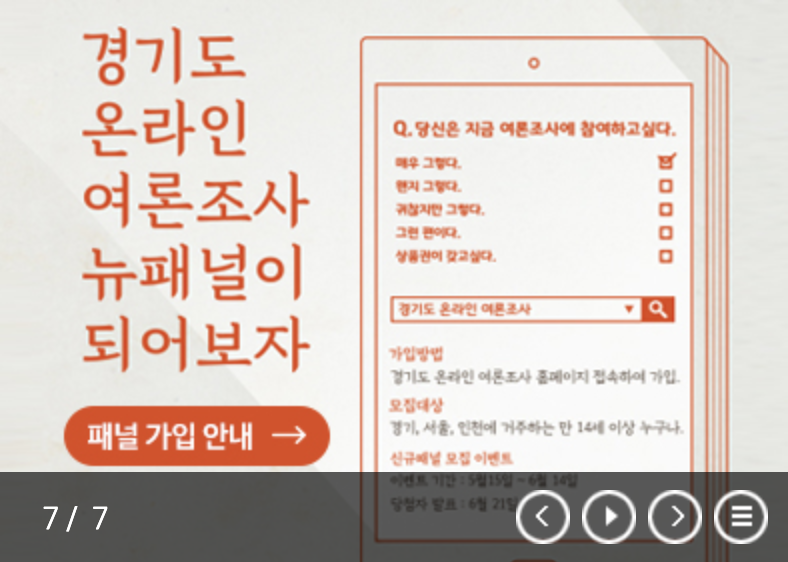 경기도
온라인
여론조사
뉴패널이
되어보자
패널 가입 안내
Q. 당신은 지금 여론조사에 참여하고싶다.
매우 그렇다.
웬지 그렇다.
귀찮지만 그렇다.
그런 편이다.
상품권이 갖고싶다.
경기도 온라인 여론조사
가입방법
경기도 온라인 여론조사 홈페이지 접속하여 가입.
모집대상
경기, 서울, 인천에 거주하는 만 14세 이상 누구나.
신규패널 모집 이벤트
이벤트 기간 : 5월15일 ~ 6월 14일
당첨자 발표 : 6월 21일
7 / 7